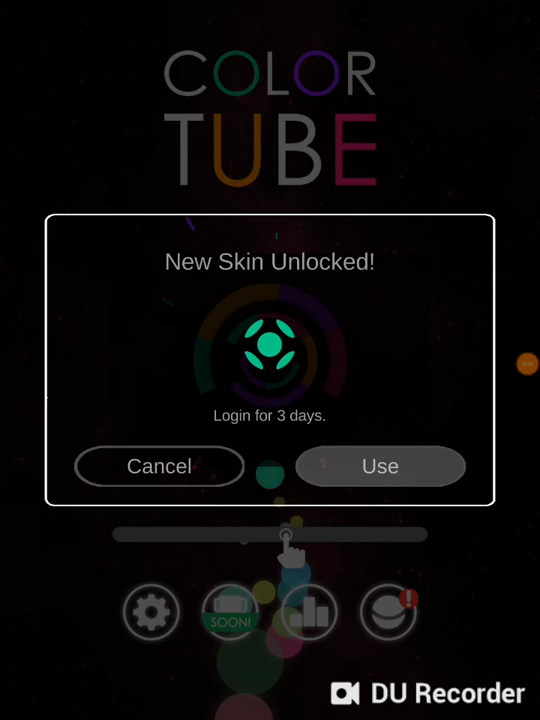 COLOR
TUBE
New Skin Unlocked!
Login for 3 days.
Cancel
Use
SOON!
!
DU Recorder